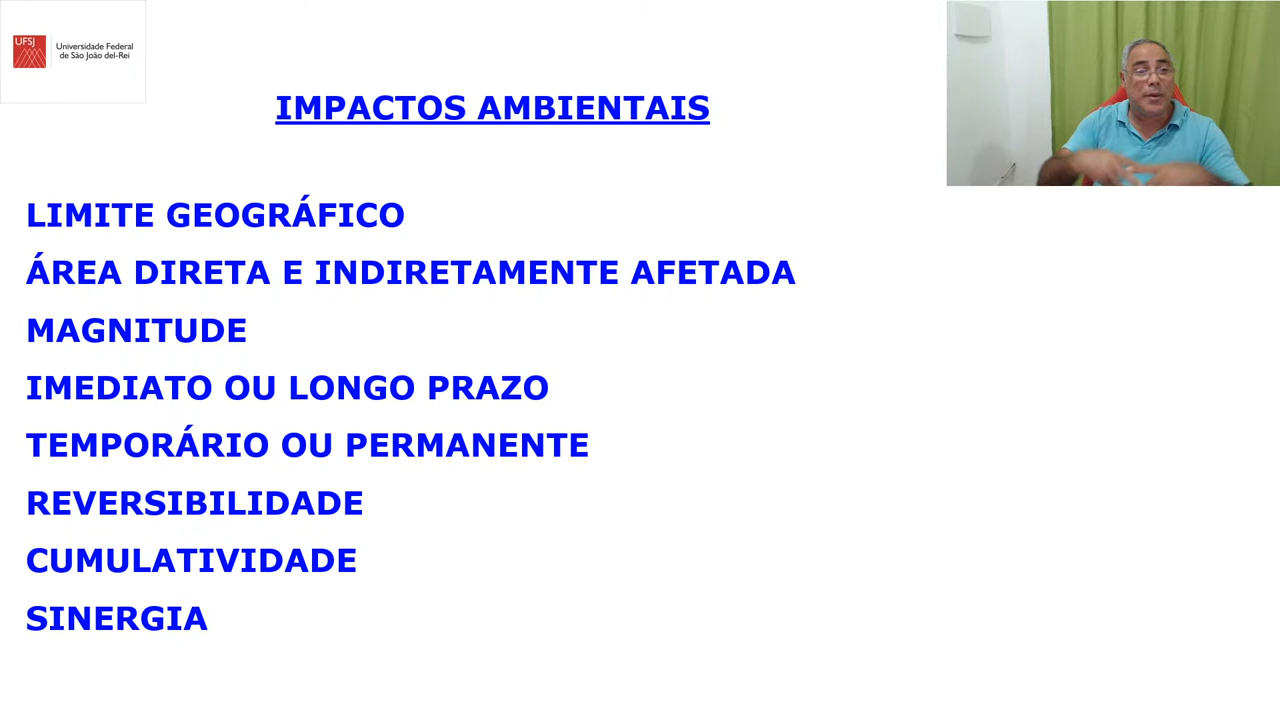 UFSJ
Universidade Federal
de São João del-Rei
IMPACTOS AMBIENTAIS
LIMITE GEOGRÁFICO
ÁREA DIRETA E INDIRETAMENTE AFETADA
MAGNITUDE
IMEDIATO OU LONGO PRAZO
TEMPORÁRIO OU PERMANENTE
REVERSIBILIDADE
CUMULATIVIDADE
SINERGIA